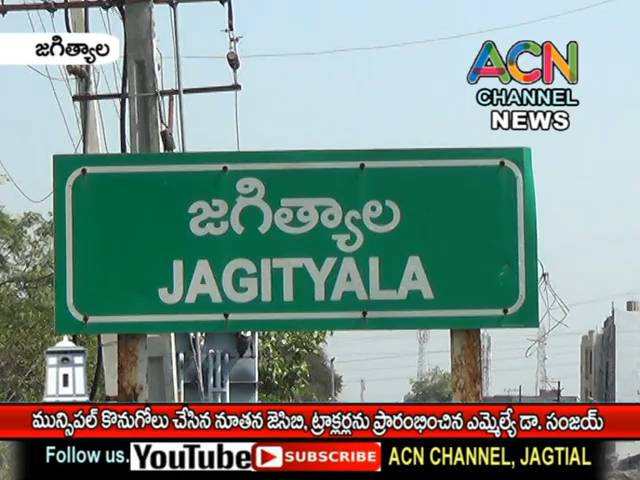 జగిత్యాల
ACN
CHANNEL
NEWS
జగిత్యాల
JAGITYALA
మున్సిపల్ కొనుగోలు చేసిన నూతన జెసిబి, ట్రాక్టర్లను ప్రారంభించిన ఎమ్మెల్యే డా. సంజయ్
Follow us. YouTube SUBSCRIBE ACN CHANNEL, JAGTIAL